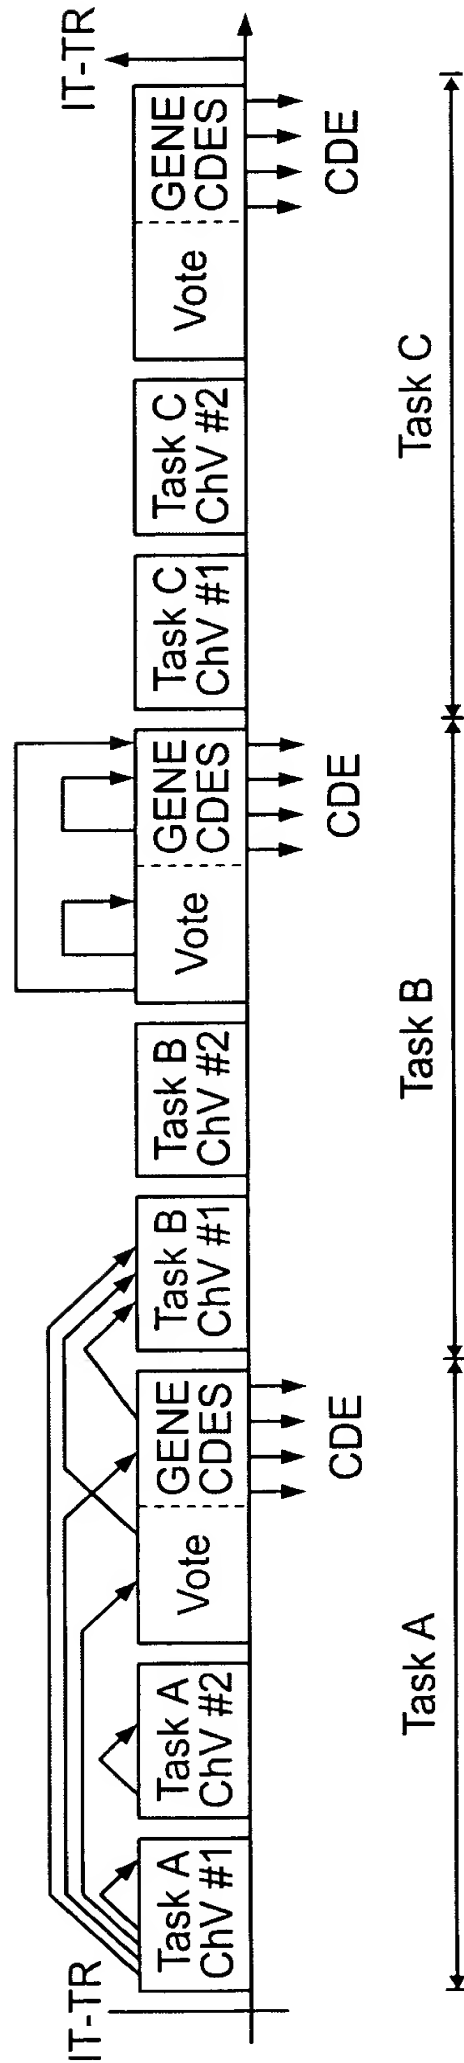 IT-TR
Task A
ChV #1
Task A
ChV #2
Vote
GENE
CDES
CDE
Task B
ChV #1
Task B
ChV #2
Vote
GENE
CDES
CDE
Task C
ChV #1
Task C
ChV #2
Vote
GENE
CDES
CDE
IT-TR
Task A
Task B
Task C